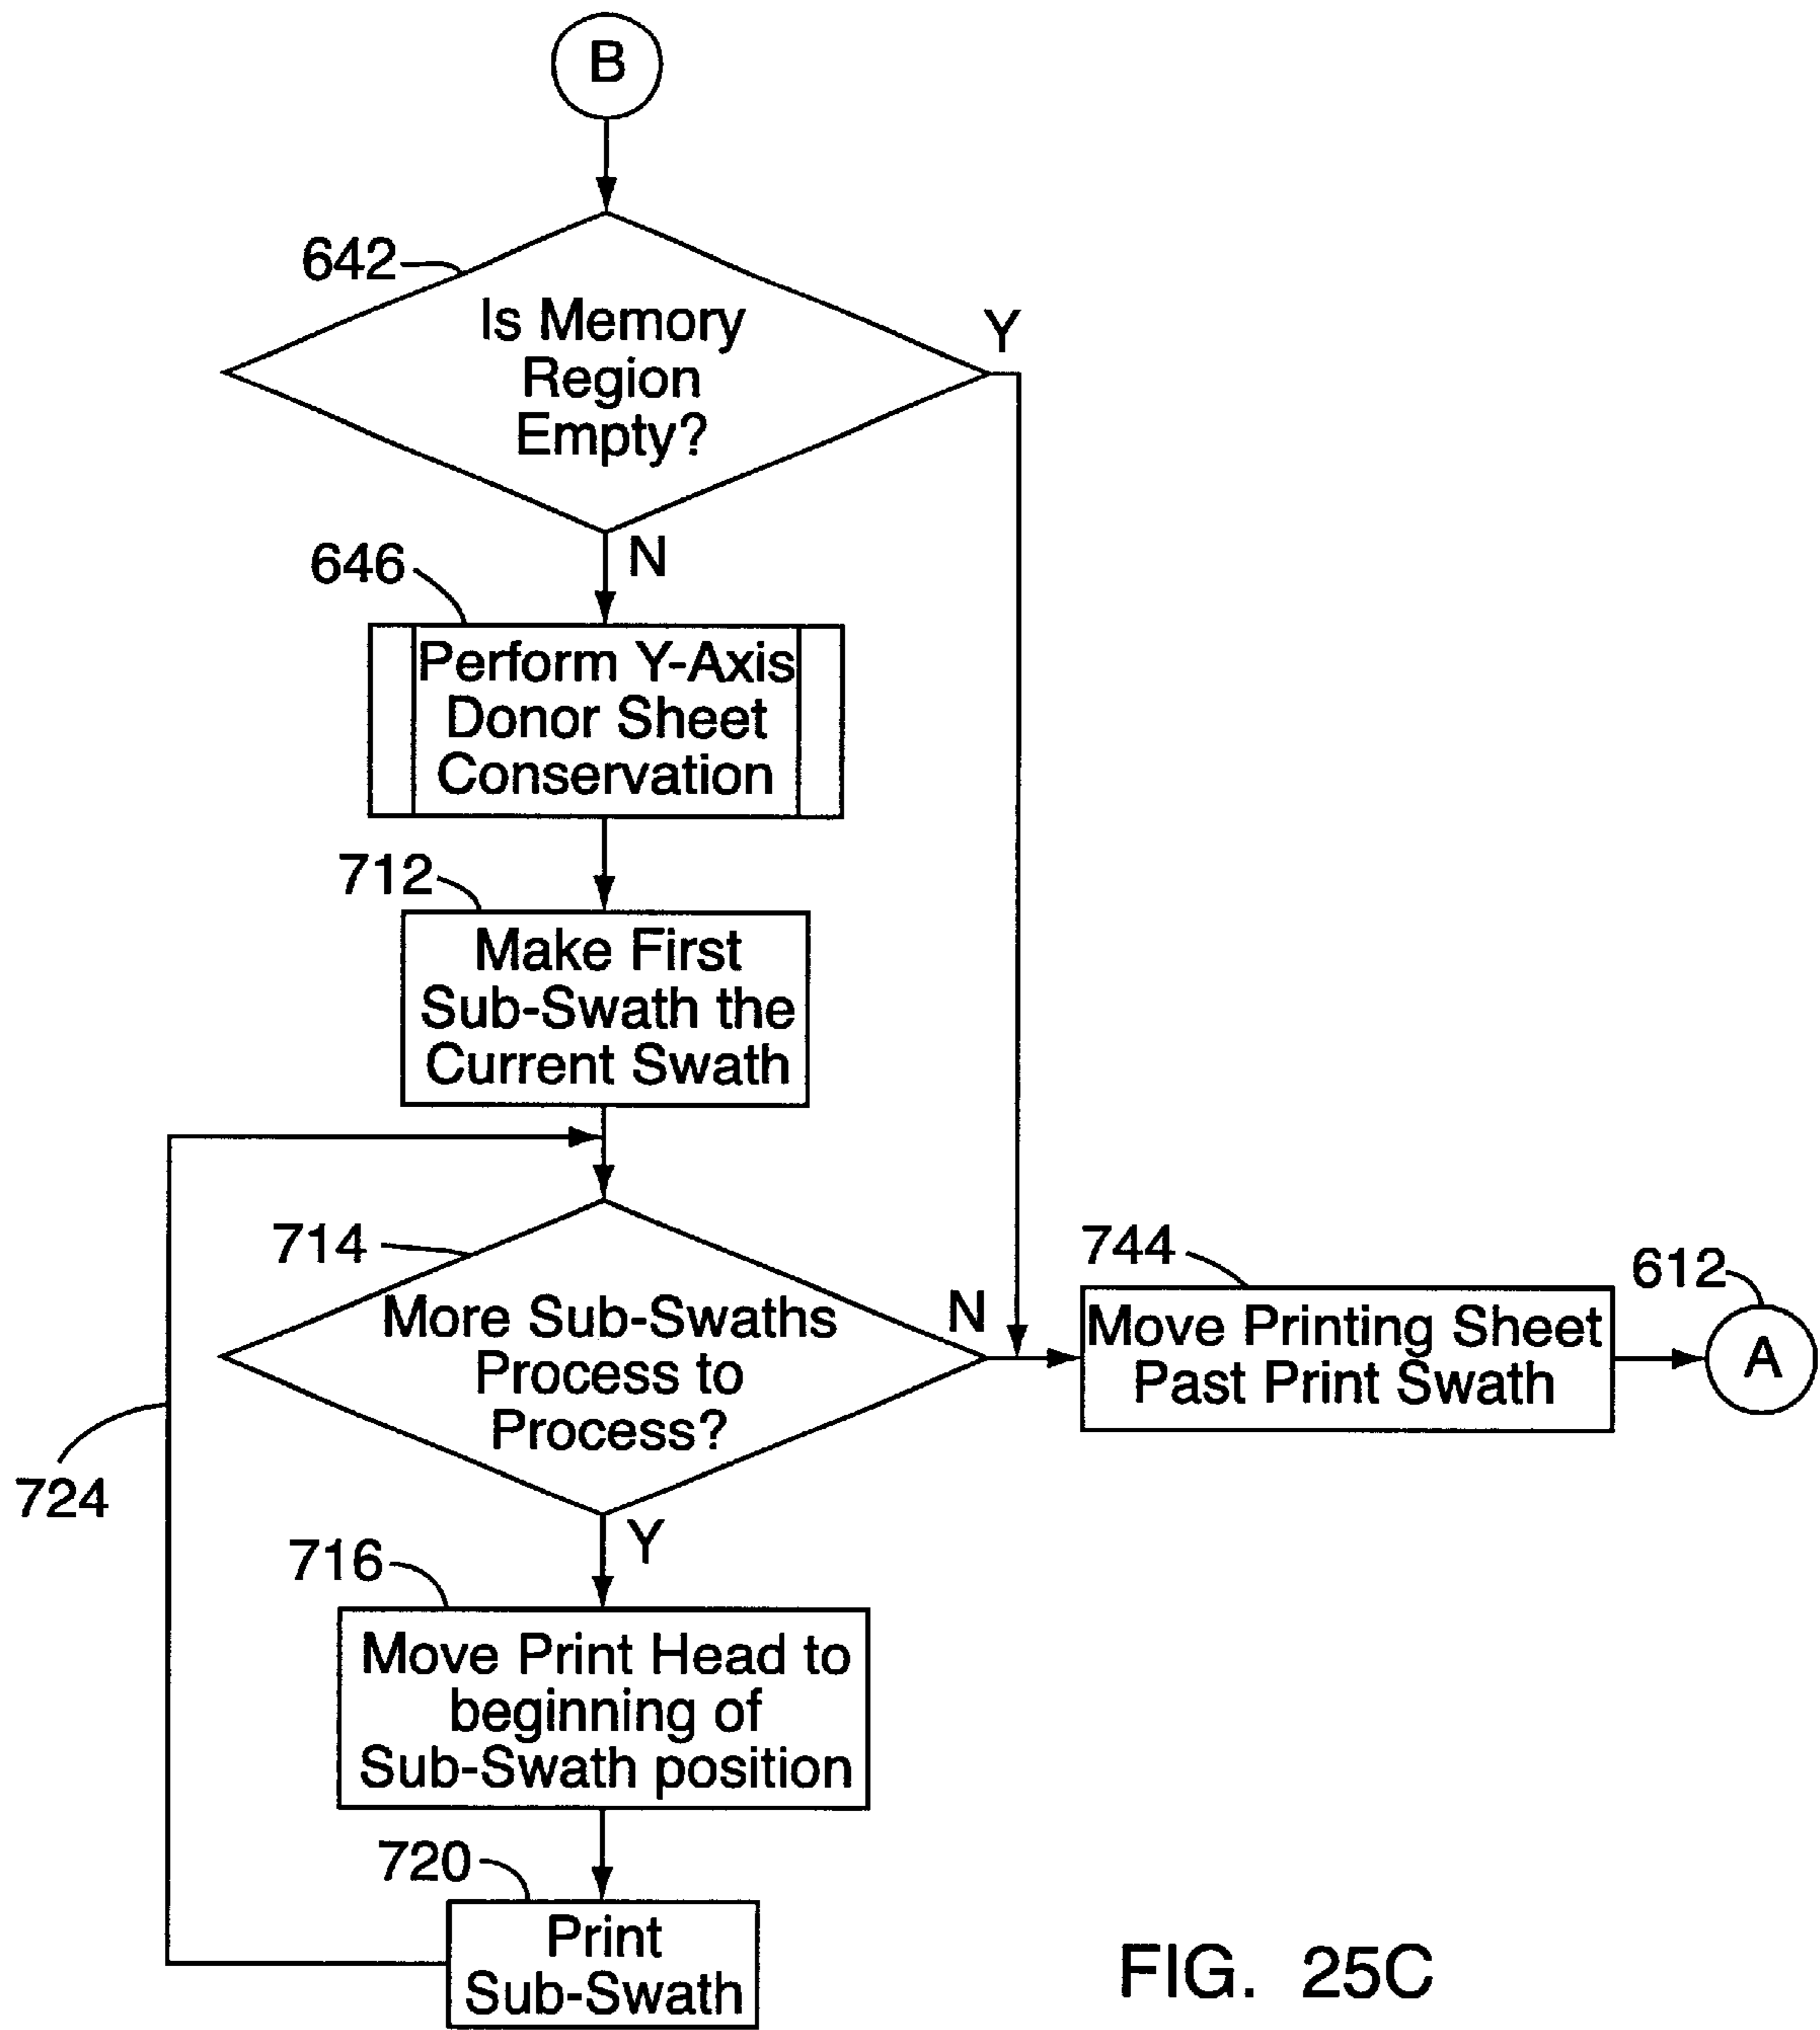 B
642
Is Memory
Region
Empty?
Y
N
646
Perform Y-Axis
Donor Sheet
Conservation
712
Make First
Sub-Swath the
Current Swath
714
More Sub-Swaths
Process to
Process?
N
744
Move Printing Sheet
Past Print Swath
612
A
724
Y
716
Move Print Head to
beginning of
Sub-Swath position
720
Print
Sub-Swath
FIG. 25C